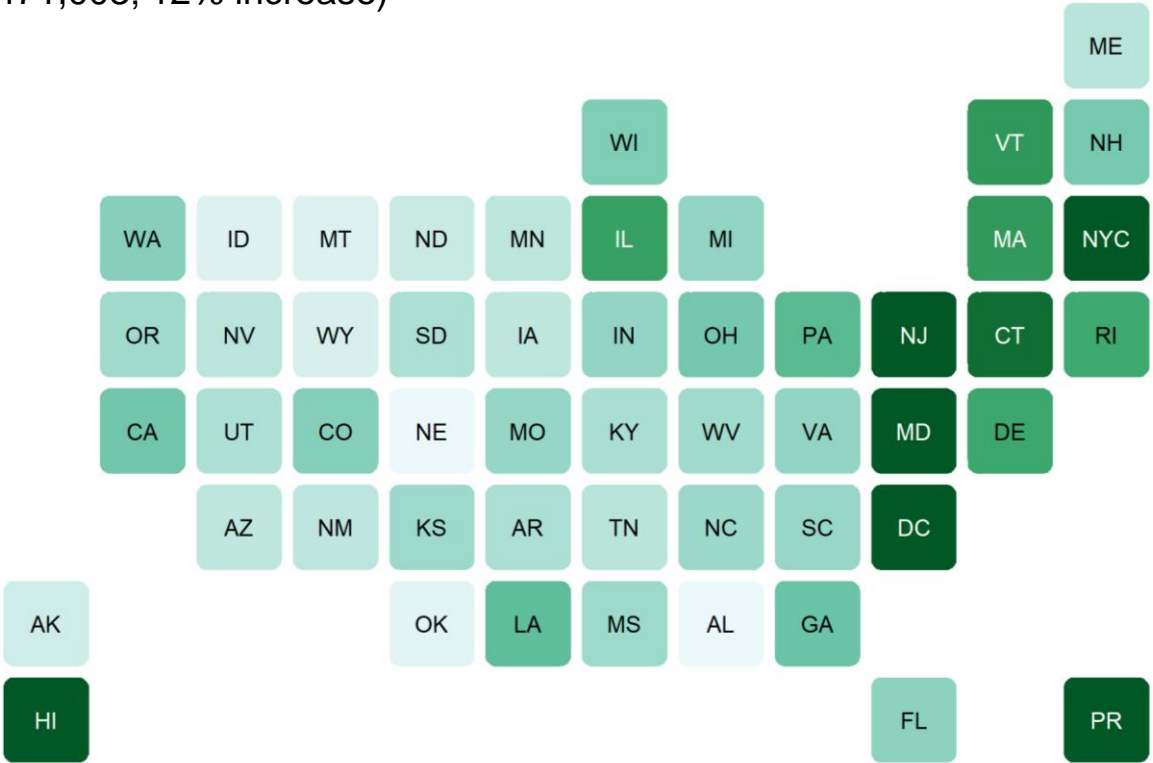 12% increase)
ME
WI VT NH
WA ID MT ND MN IL MI MA NYC
OR NV WY SD IA IN OH PA NJ CT RI
CA UT CO NE MO KY WV VA MD DE
AZ NM KS AR TN NC SC DC
AK OK LA MS AL GA
HI FL PR